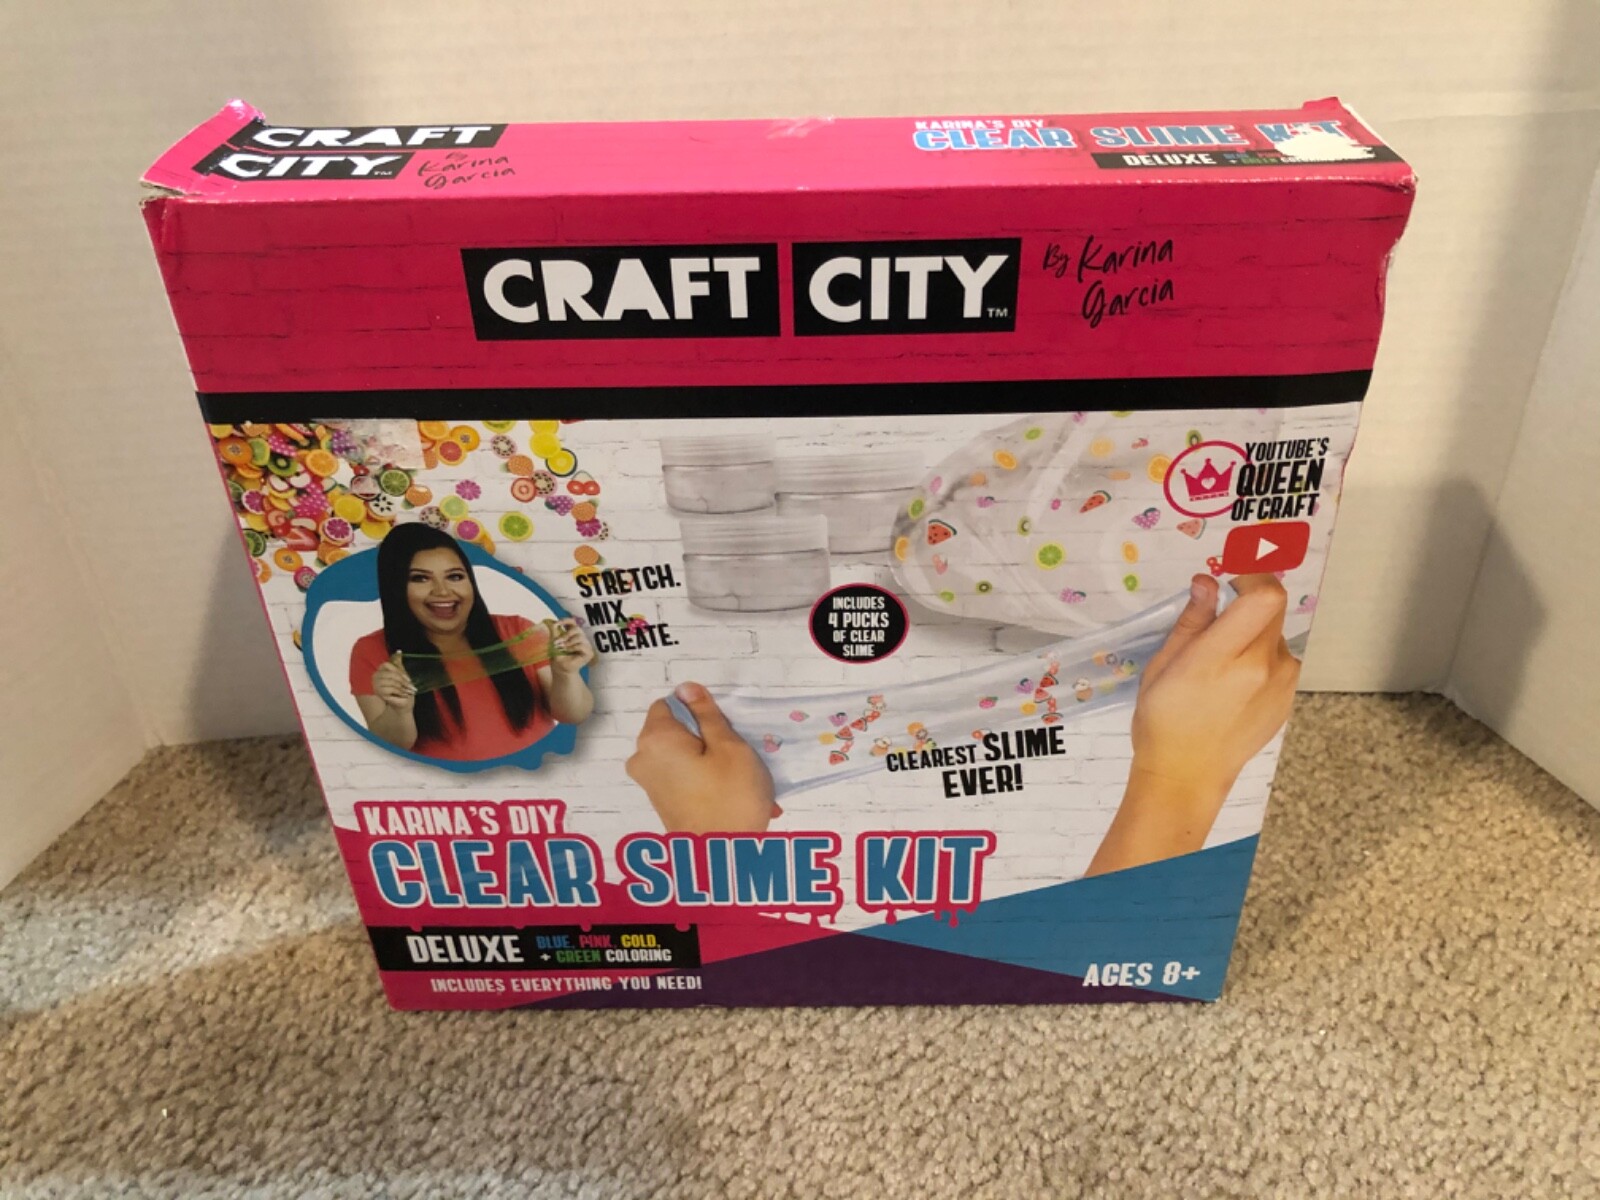 CRAFT
CITY™
By Karina
Garcia
KARINA'S DIY
CLEAR SLIME KIT
DELUXE
CRAFT CITY™
By Karina
Garcia
YOUTUBE'S
QUEEN
OF CRAFT
STRETCH.
MIX.
CREATE.
INCLUDES
4 PUCKS
OF CLEAR
SLIME
CLEAREST SLIME
EVER!
KARINA'S DIY
CLEAR SLIME KIT
DELUXE
BLUE, PINK, GOLD,
+ GREEN COLORING
INCLUDES EVERYTHING YOU NEED!
AGES 8+